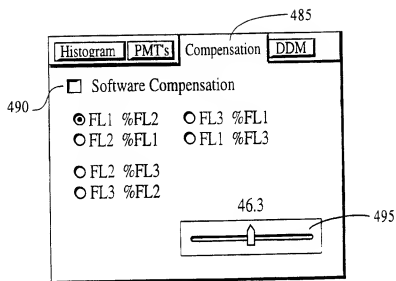 485
Histogram PMT's Compensation DDM
490
Software Compensation
FL1 %FL2 FL3 %FL1
FL2 %FL1 FL1 %FL3
FL2 %FL3
FL3 %FL2
46.3
495